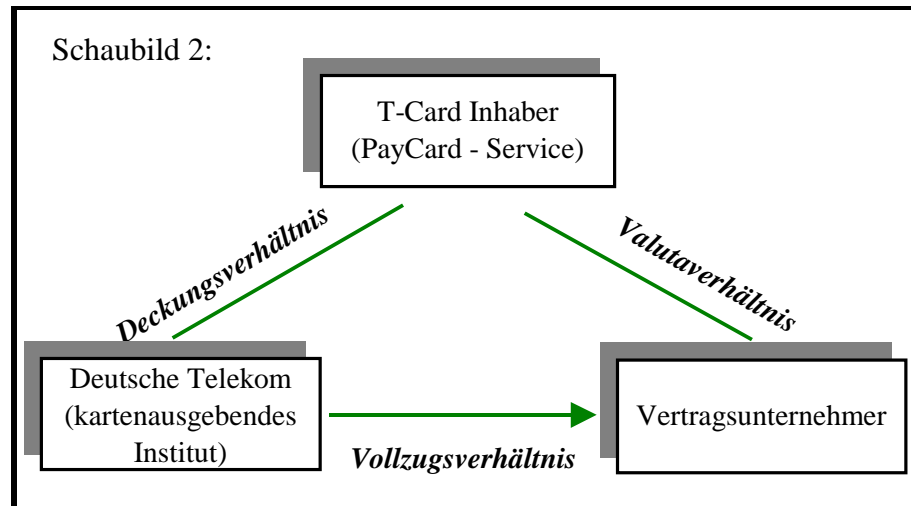 Schaubild 2:
T-Card Inhaber
(PayCard - Service)
Deckungsverhältnis
Valutaverhältnis
Deutsche Telekom
(kartenausgebendes
Institut)
Vertragsunternehmer
Vollzugsverhältnis